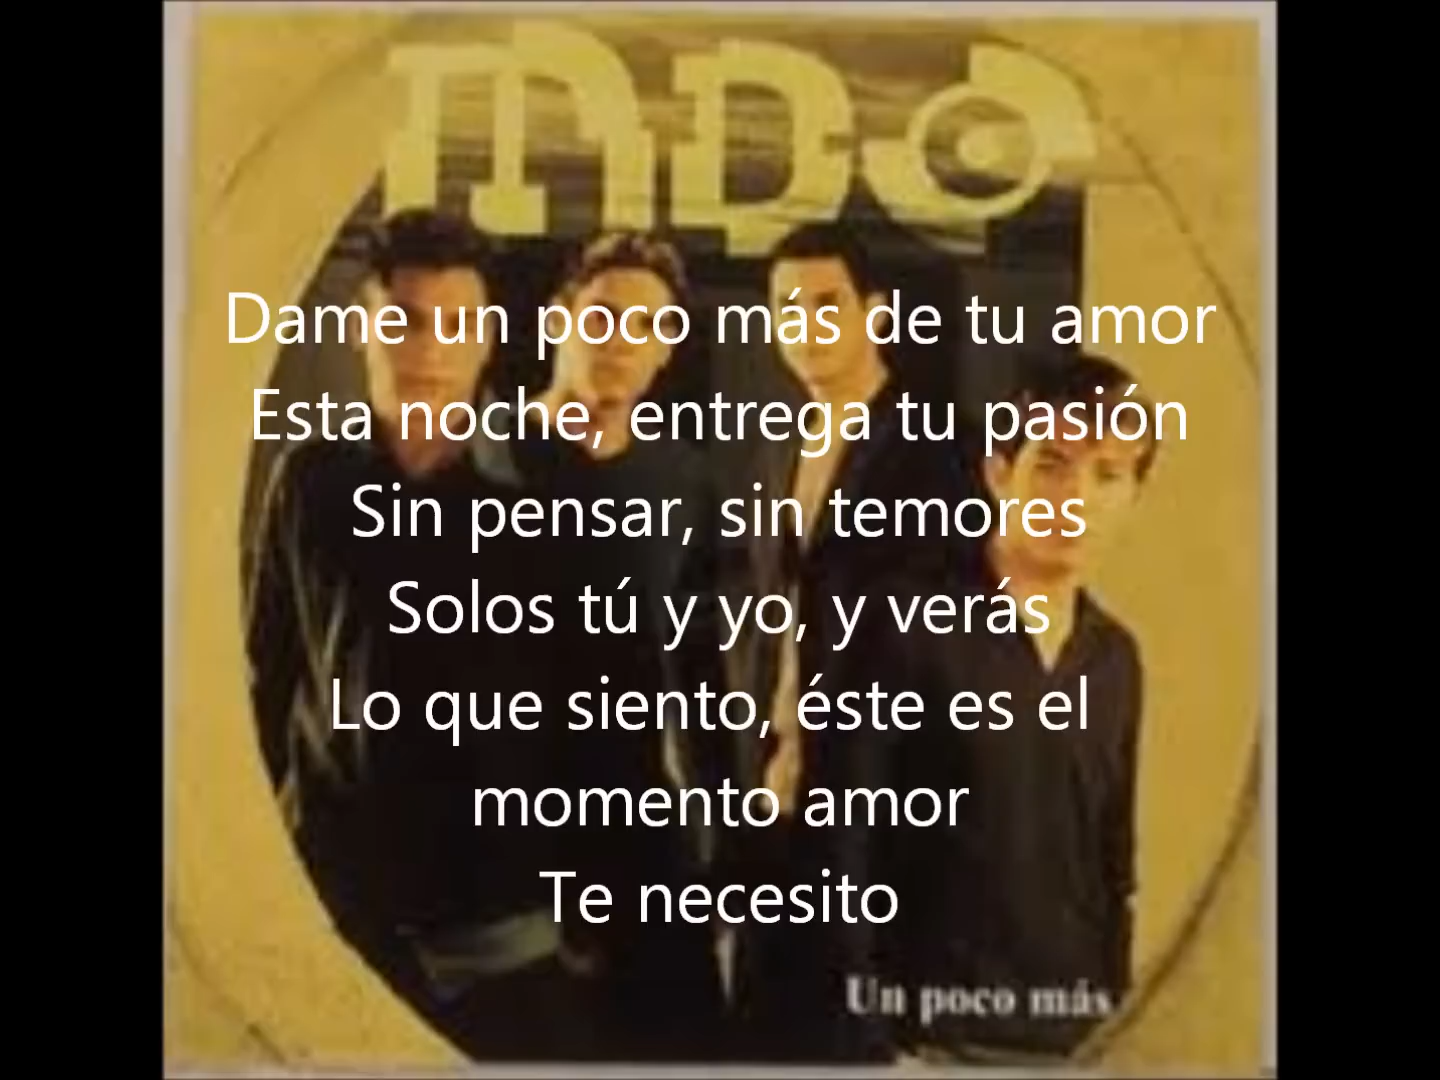 MDO
Dame un poco más de tu amor
Esta noche, entrega tu pasión
Sin pensar, sin temores
Solos tú y yo, y verás
Lo que siento, éste es el
momento amor
Te necesito
Un poco más